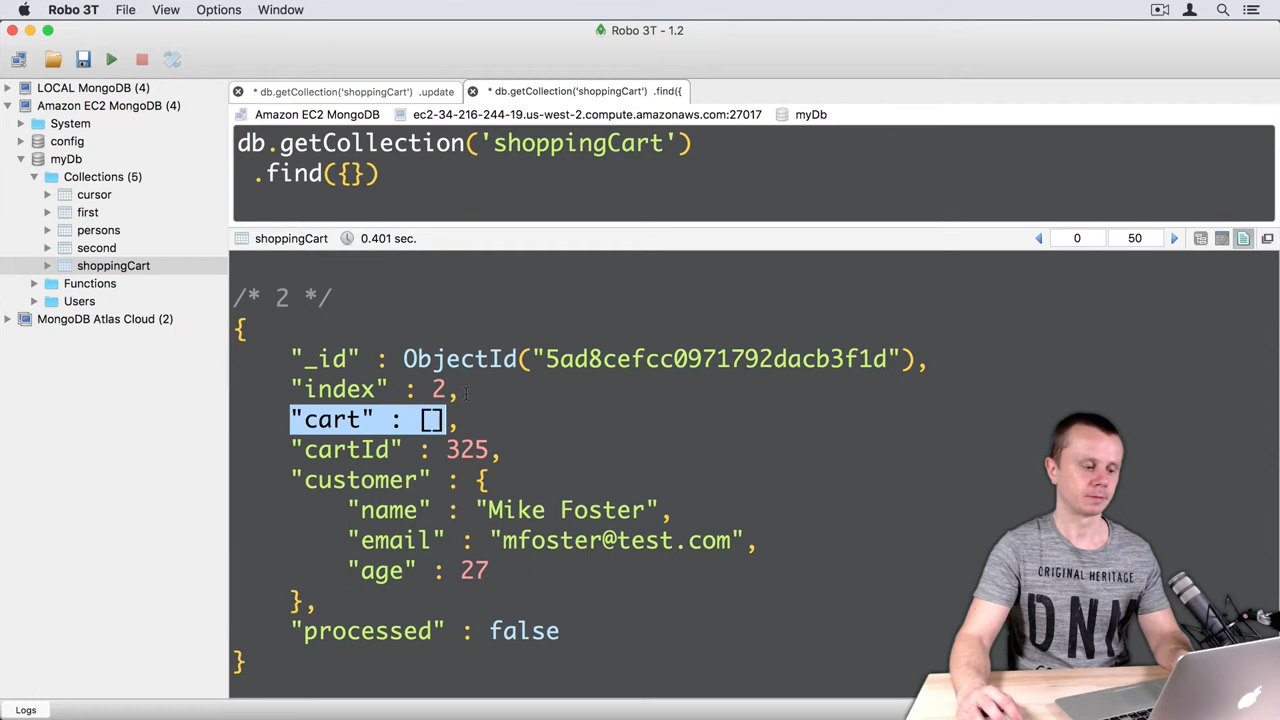 Robo 3T File View Options Window
Robo 3T - 1.2
LOCAL MongoDB (4)
Amazon EC2 MongoDB (4)
System
config
myDb
Collections (5)
cursor
first
persons
second
shoppingCart
Functions
Users
MongoDB Atlas Cloud (2)
* db.getCollection('shoppingCart') .update
* db.getCollection('shoppingCart') .find({
Amazon EC2 MongoDB ec2-34-216-244-19.us-west-2.compute.amazonaws.com:27017 myDb
db.getCollection('shoppingCart')
.find({})
shoppingCart 0.401 sec. 0 50
/* 2 */
{
"_id" : ObjectId("5ad8cefcc0971792dacb3f1d"),
"index" : 2,
"cart" : [],
"cartId" : 325,
"customer" : {
"name" : "Mike Foster",
"email" : "mfoster@test.com",
"age" : 27
},
"processed" : false
}
ORIGINAL HERITAGE
DNM
Logs